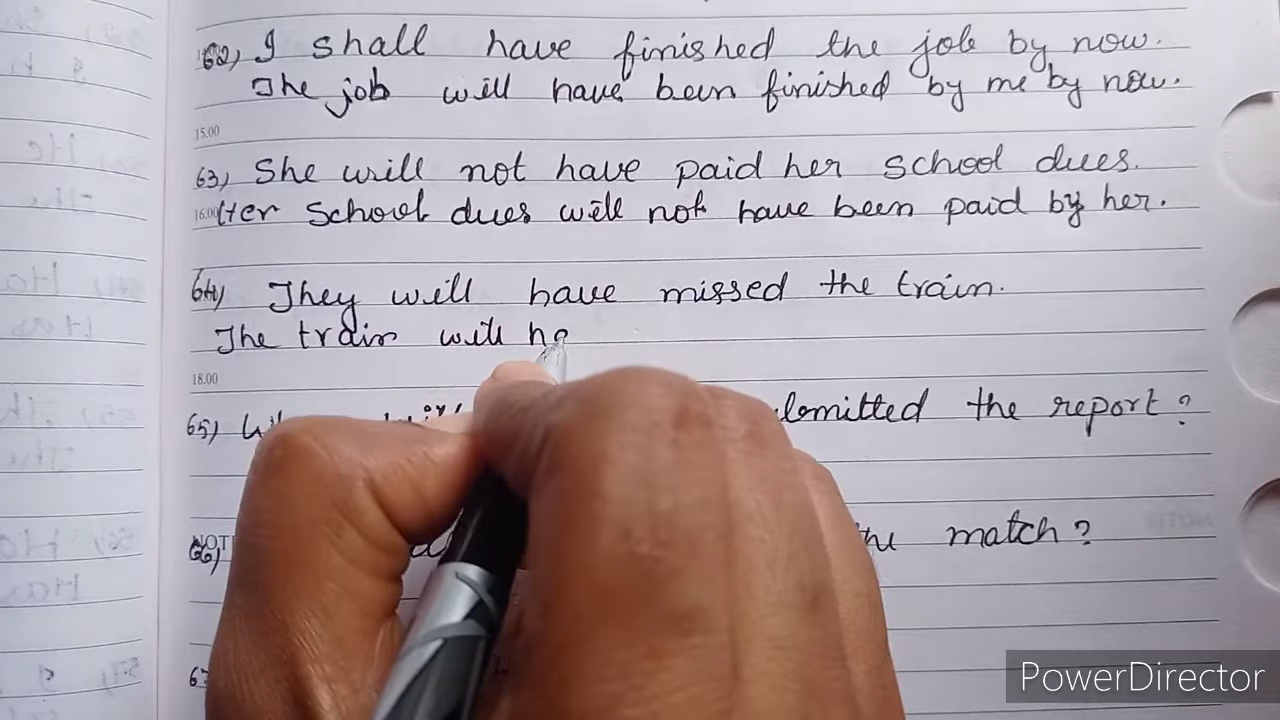 62) I shall have finished the job by now.
The job will have been finished by me by now.
15.00
63) She will not have paid her school dues.
16.00 Her school dues will not have been paid by her.
64) They will have missed the train.
The train will ha
18.00
65) the report?
66) the match?
67
PowerDirector